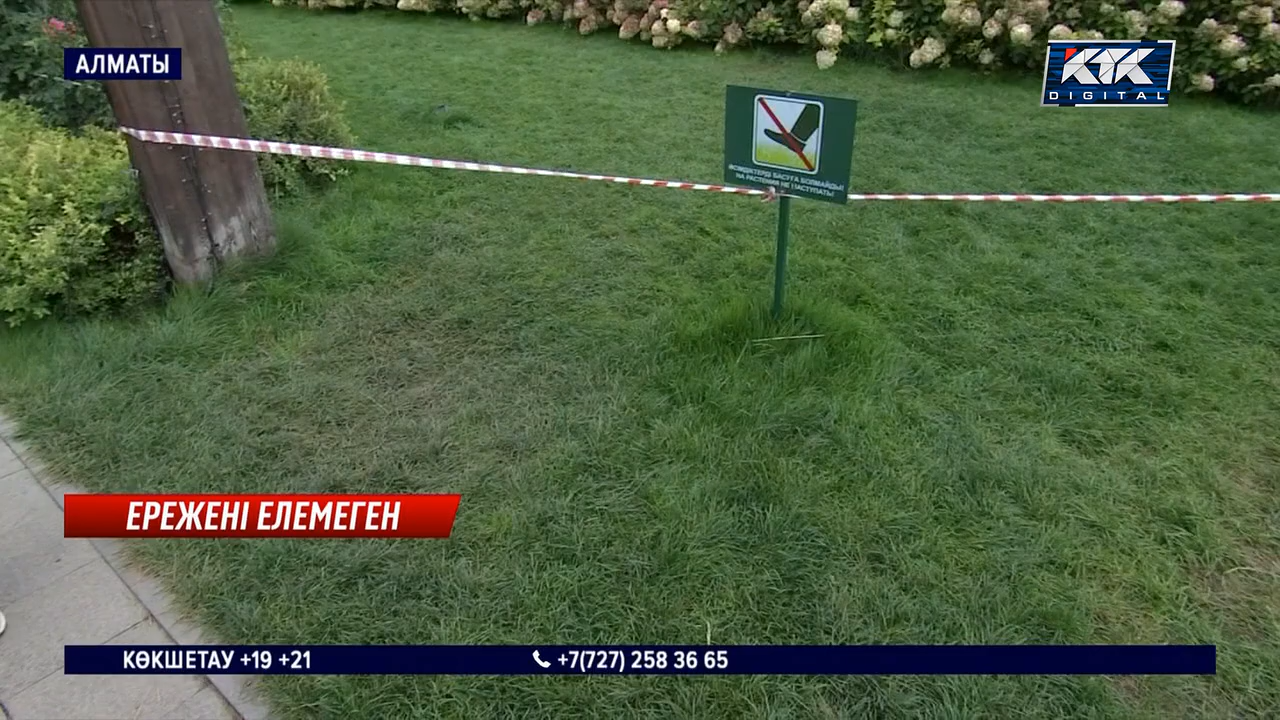 АЛМАТЫ
КТК
DIGITAL
ӨСІМДІКТЕРДІ БАСУҒА БОЛМАЙДЫ!
НА РАСТЕНИЯ НЕ НАСТУПАТЬ!
ЕРЕЖЕНІ ЕЛЕМЕГЕН
КӨКШЕТАУ +19 +21
+7(727) 258 36 65